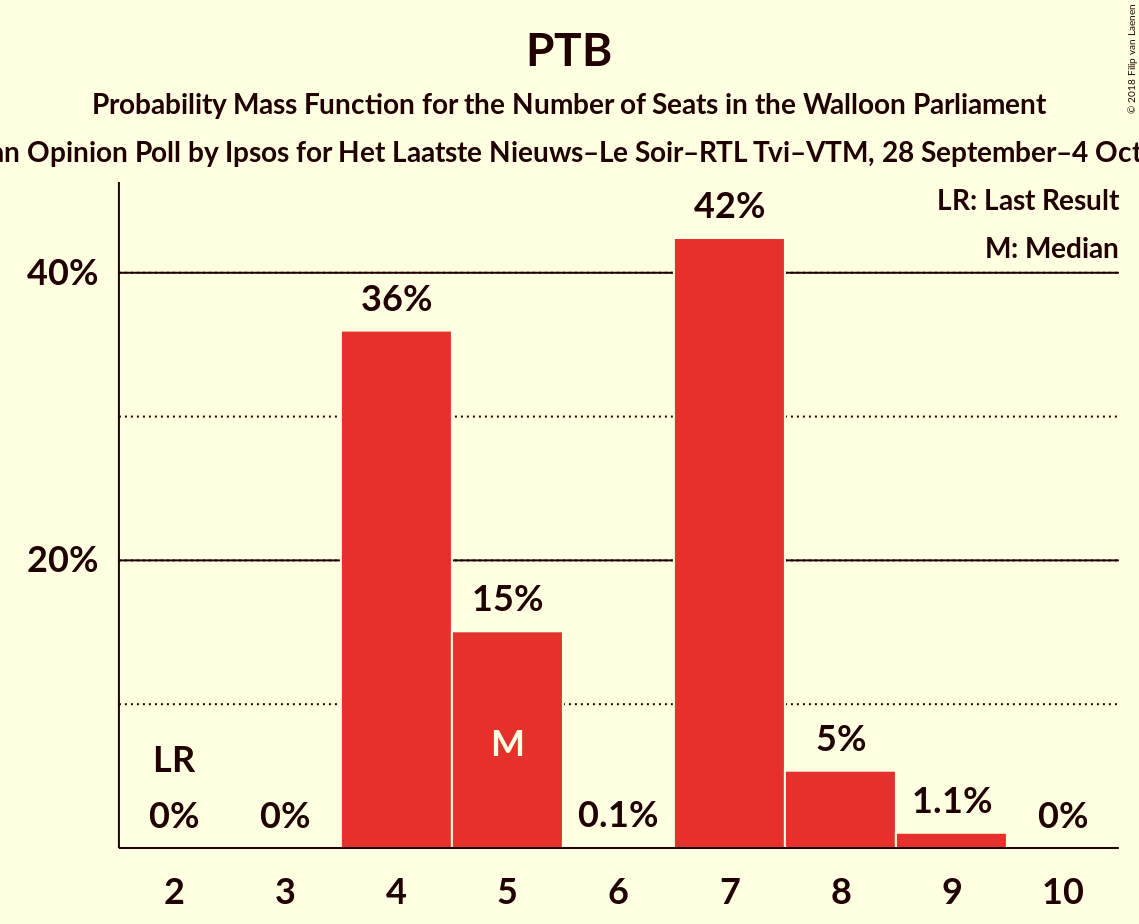 PTB
Probability Mass Function for the Number of Seats in the Walloon Parliament
an Opinion Poll by Ipsos for Het Laatste Nieuws–Le Soir–RTL Tvi–VTM, 28 September–4 Oct
© 2018 Filip van Laenen
LR: Last Result
M: Median
40%
20%
42%
36%
15%
M
LR
0%
0%
0.1%
5%
1.1%
0%
2 3 4 5 6 7 8 9 10